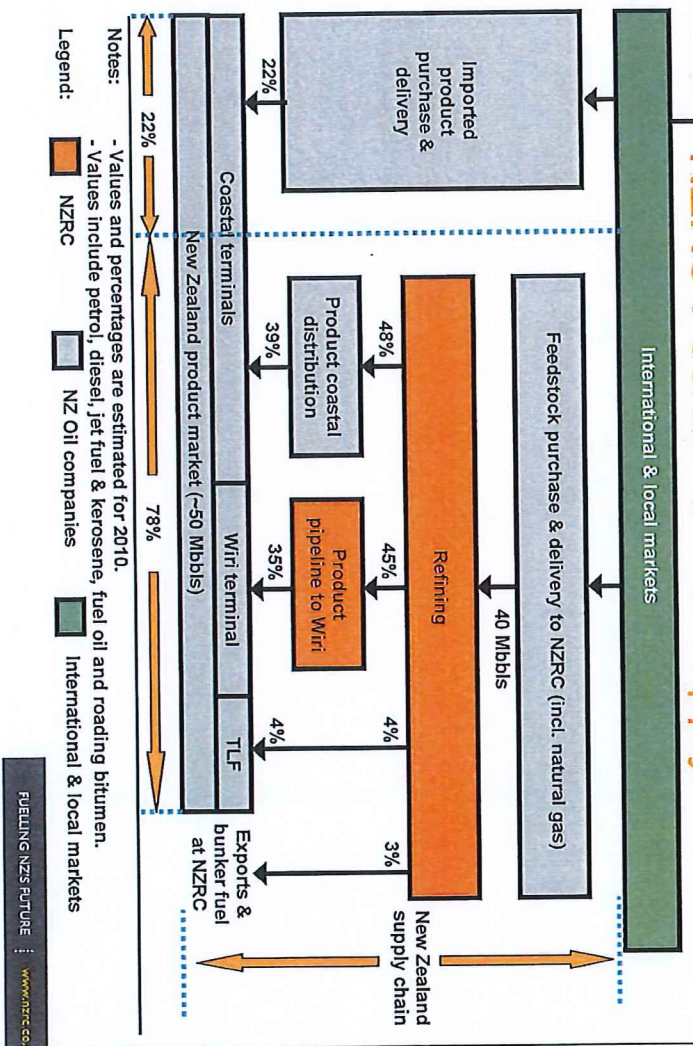 International & local markets
Imported
product
purchase &
delivery
Feedstock purchase & delivery to NZRC (incl. natural gas)
40 Mbbls
Refining
48%
45%
4%
3%
Product coastal
distribution
Product
pipeline to Wiri
22%
39%
35%
4%
Exports &
bunker fuel
at NZRC
Coastal terminals
Wiri terminal
TLF
New Zealand product market (~50 Mbbls)
New Zealand
supply chain
22%
78%
Notes:
- Values and percentages are estimated for 2010.
- Values include petrol, diesel, jet fuel & kerosene, fuel oil and roading bitumen.
Legend:
NZRC
NZ Oil companies
International & local markets
FUELLING NZ'S FUTURE
www.nzrc.co.